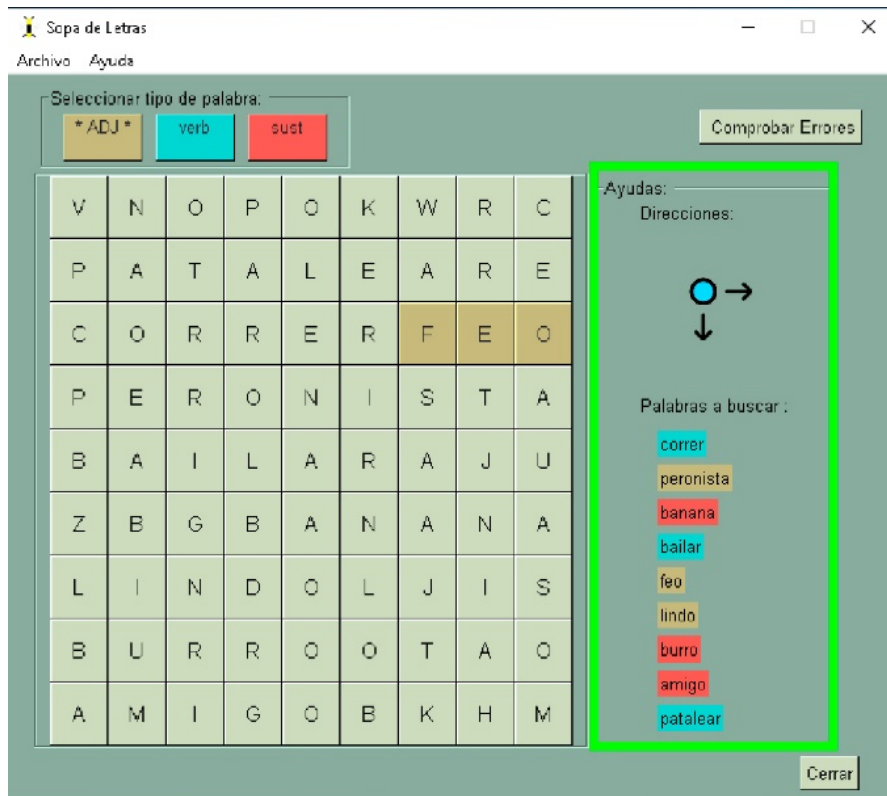 Sopa de Letras
Archivo Ayuda
Seleccionar tipo de palabra:
* ADJ * verb sust
Comprobar Errores
V N O P O K W R C
P A T A L E A R E
C O R R E R F E O
P E R O N I S T A
B A I L A R A J U
Z B G B A N A N A
L I N D O L J I S
B U R R O O T A O
A M I G O B K H M
Ayudas:
Direcciones:
Palabras a buscar :
correr
peronista
banana
bailar
feo
lindo
burro
amigo
patalear
Cerrar